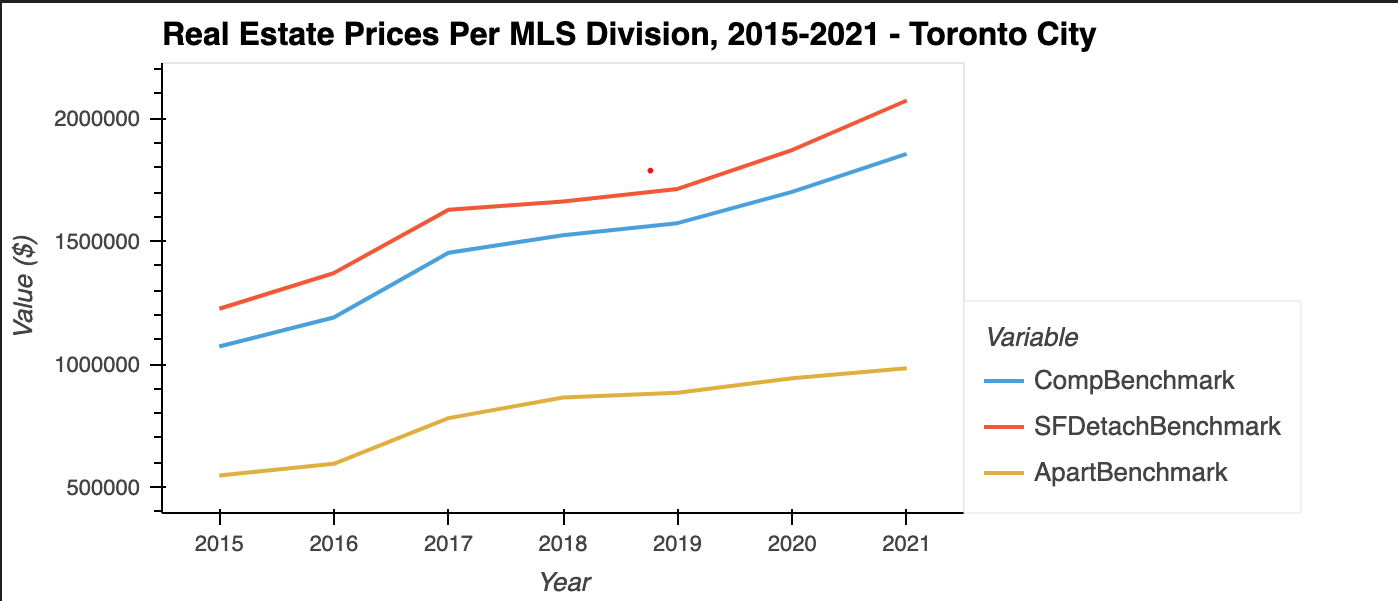 Real Estate Prices Per MLS Division, 2015-2021 - Toronto City
2000000
1500000
1000000
500000
Value ($)
2015 2016 2017 2018 2019 2020 2021
Year
Variable
CompBenchmark
SFDetachBenchmark
ApartBenchmark